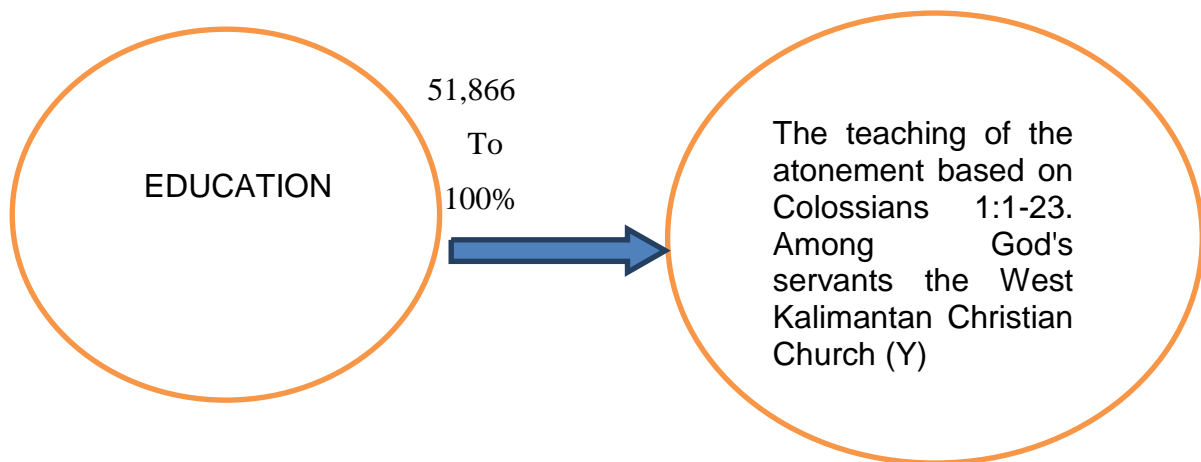 EDUCATION
51,866
To
100%
The teaching of the
atonement based on
Colossians 1:1-23.
Among God's
servants the West
Kalimantan Christian
Church (Y)